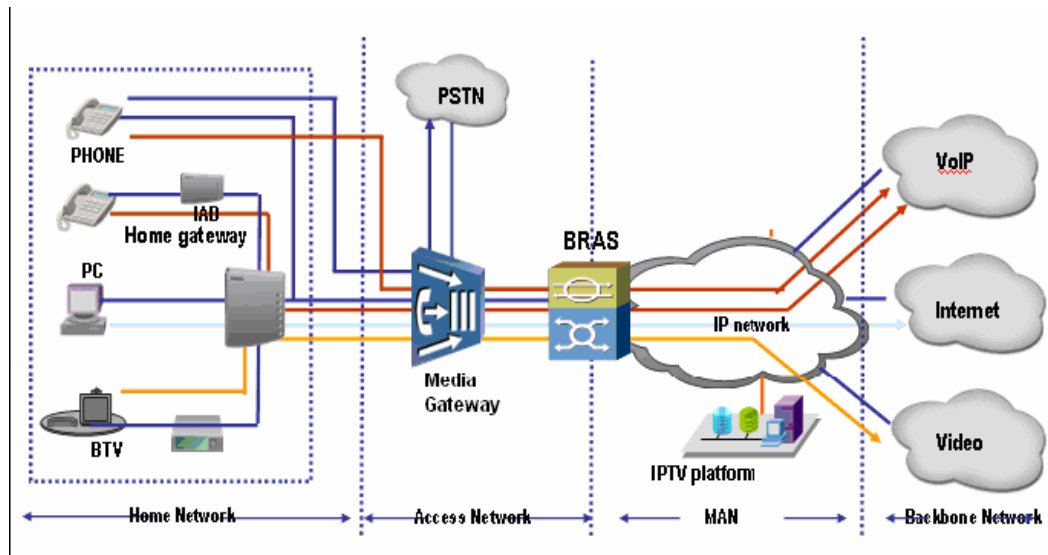 PSTN
PHONE
VoIP
IAD
Home gateway
BRAS
PC
IP network
Internet
Media
Gateway
BTV
IPTV platform
Video
Home Network
Access Network
MAN
Backbone Network